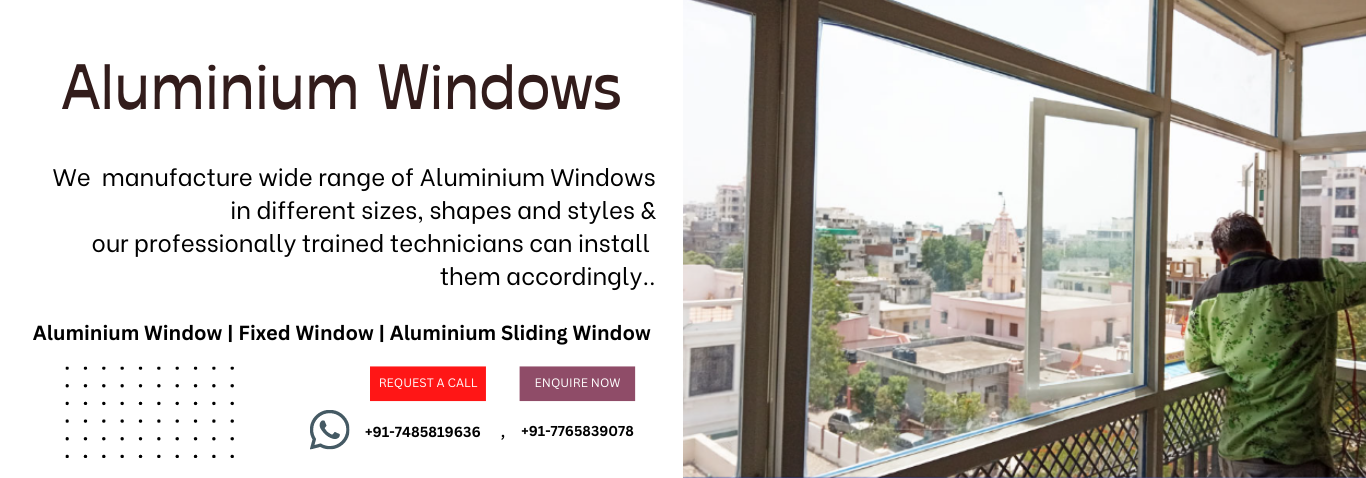 Aluminium Windows
We manufacture wide range of Aluminium Windows
in different sizes, shapes and styles &
our professionally trained technicians can install
them accordingly..
Aluminium Window | Fixed Window | Aluminium Sliding Window
REQUEST A CALL ENQUIRE NOW
+91-7485819636 , +91-7765839078